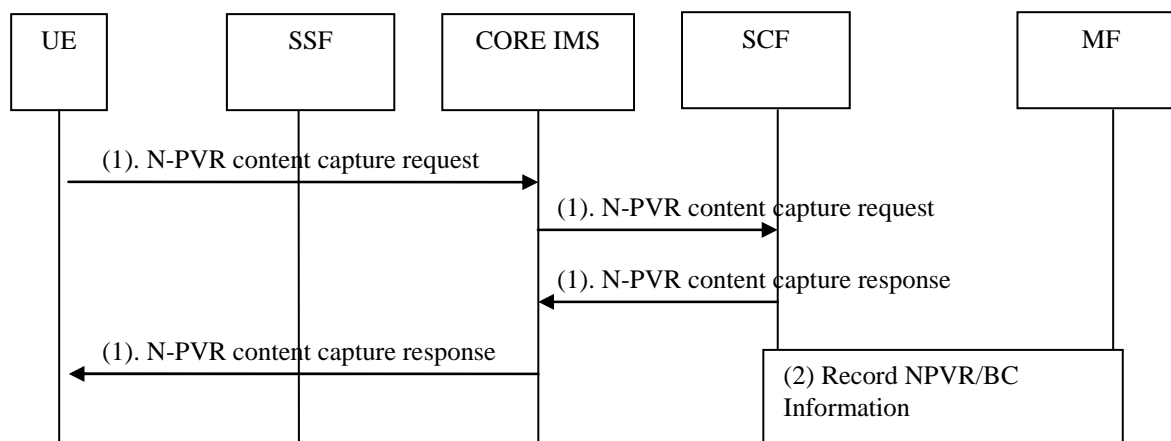 UE
SSF
CORE IMS
SCF
MF
(1). N-PVR content capture request
(1). N-PVR content capture request
(1). N-PVR content capture response
(1). N-PVR content capture response
(2) Record NPVR/BC
Information